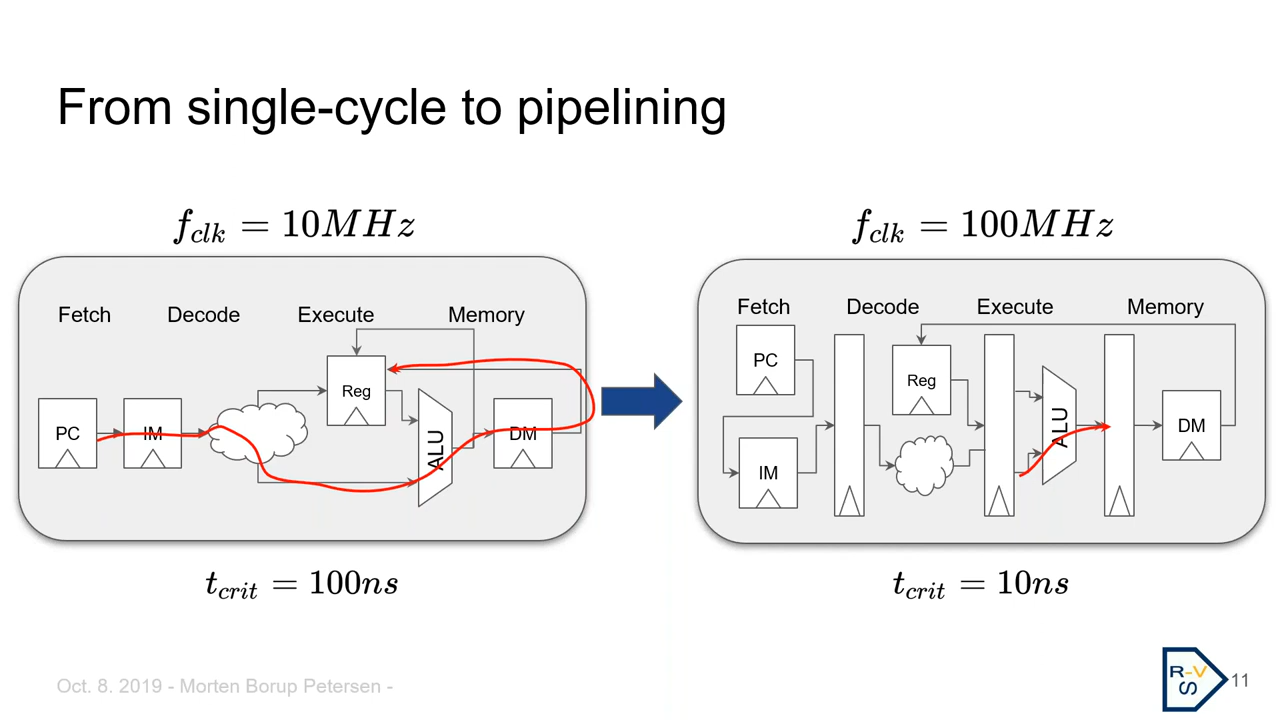 From single-cycle to pipelining
f_clk = 10MHz
Fetch Decode Execute Memory
Reg
PC IM ALU DM
t_crit = 100ns
f_clk = 100MHz
Fetch Decode Execute Memory
PC
Reg
ALU DM
IM
t_crit = 10ns
Oct. 8. 2019 - Morten Borup Petersen -
R-V
S
11